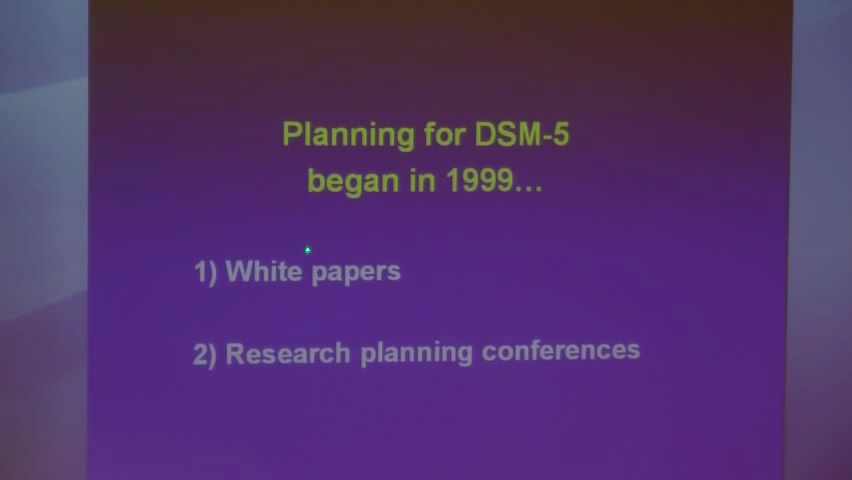 Planning for DSM-5
began in 1999…
1) White papers
2) Research planning conferences